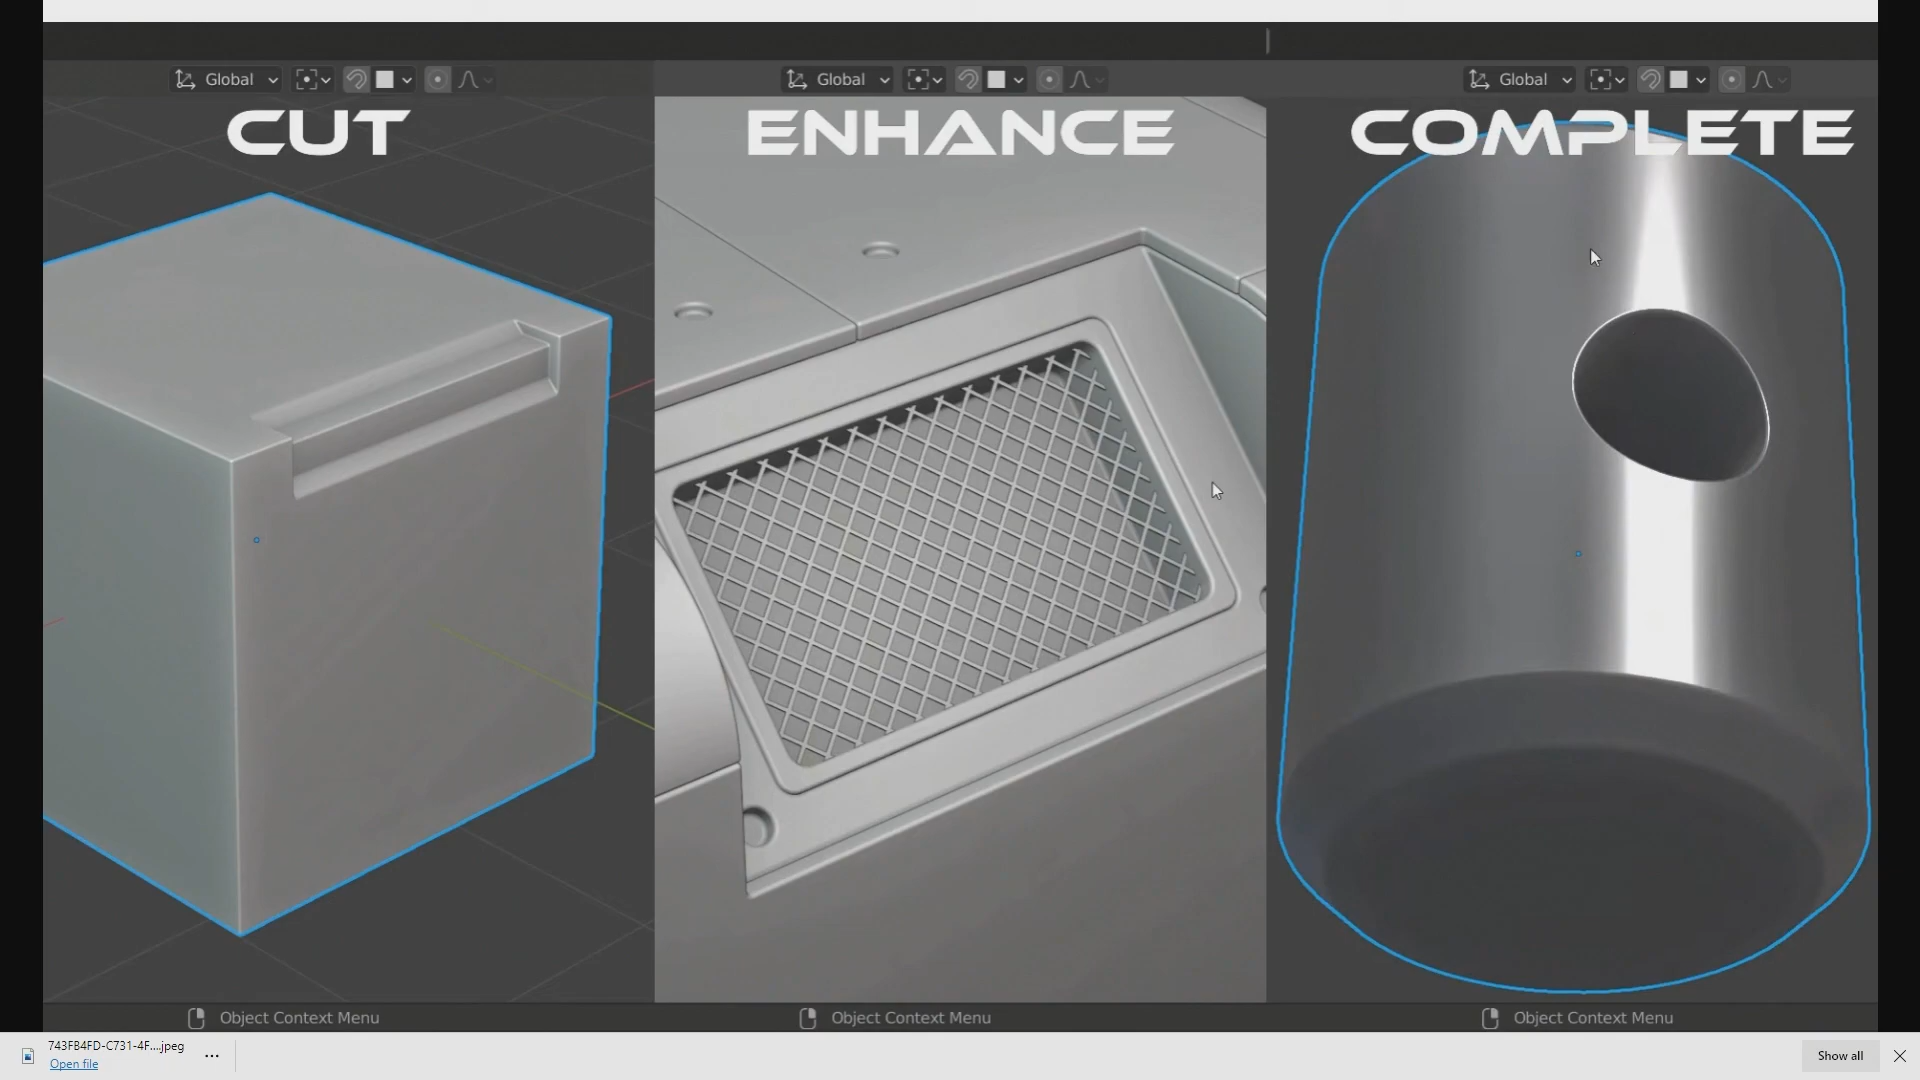 Global
Global
Global
CUT
ENHANCE
COMPLETE
Object Context Menu
Object Context Menu
Object Context Menu
743FB4FD-C731-4F....jpeg
Open file
Show all